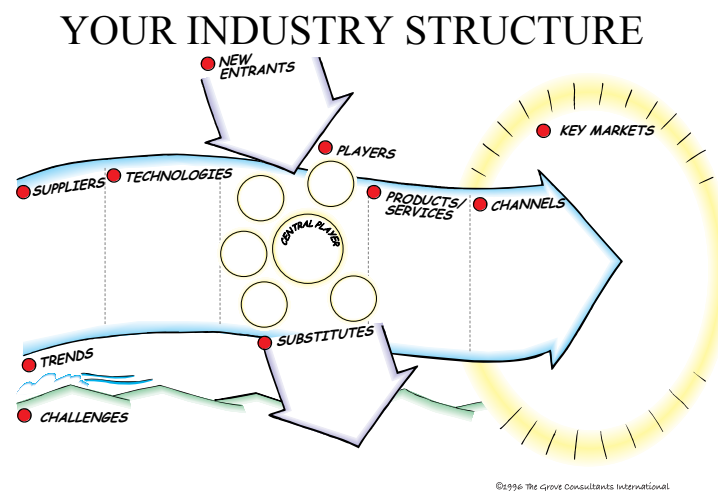 YOUR INDUSTRY STRUCTURE
NEW
ENTRANTS
KEY MARKETS
PLAYERS
SUPPLIERS
TECHNOLOGIES
PRODUCTS/
SERVICES
CHANNELS
CENTRAL PLAYER
SUBSTITUTES
TRENDS
CHALLENGES
©1996 The Grove Consultants International